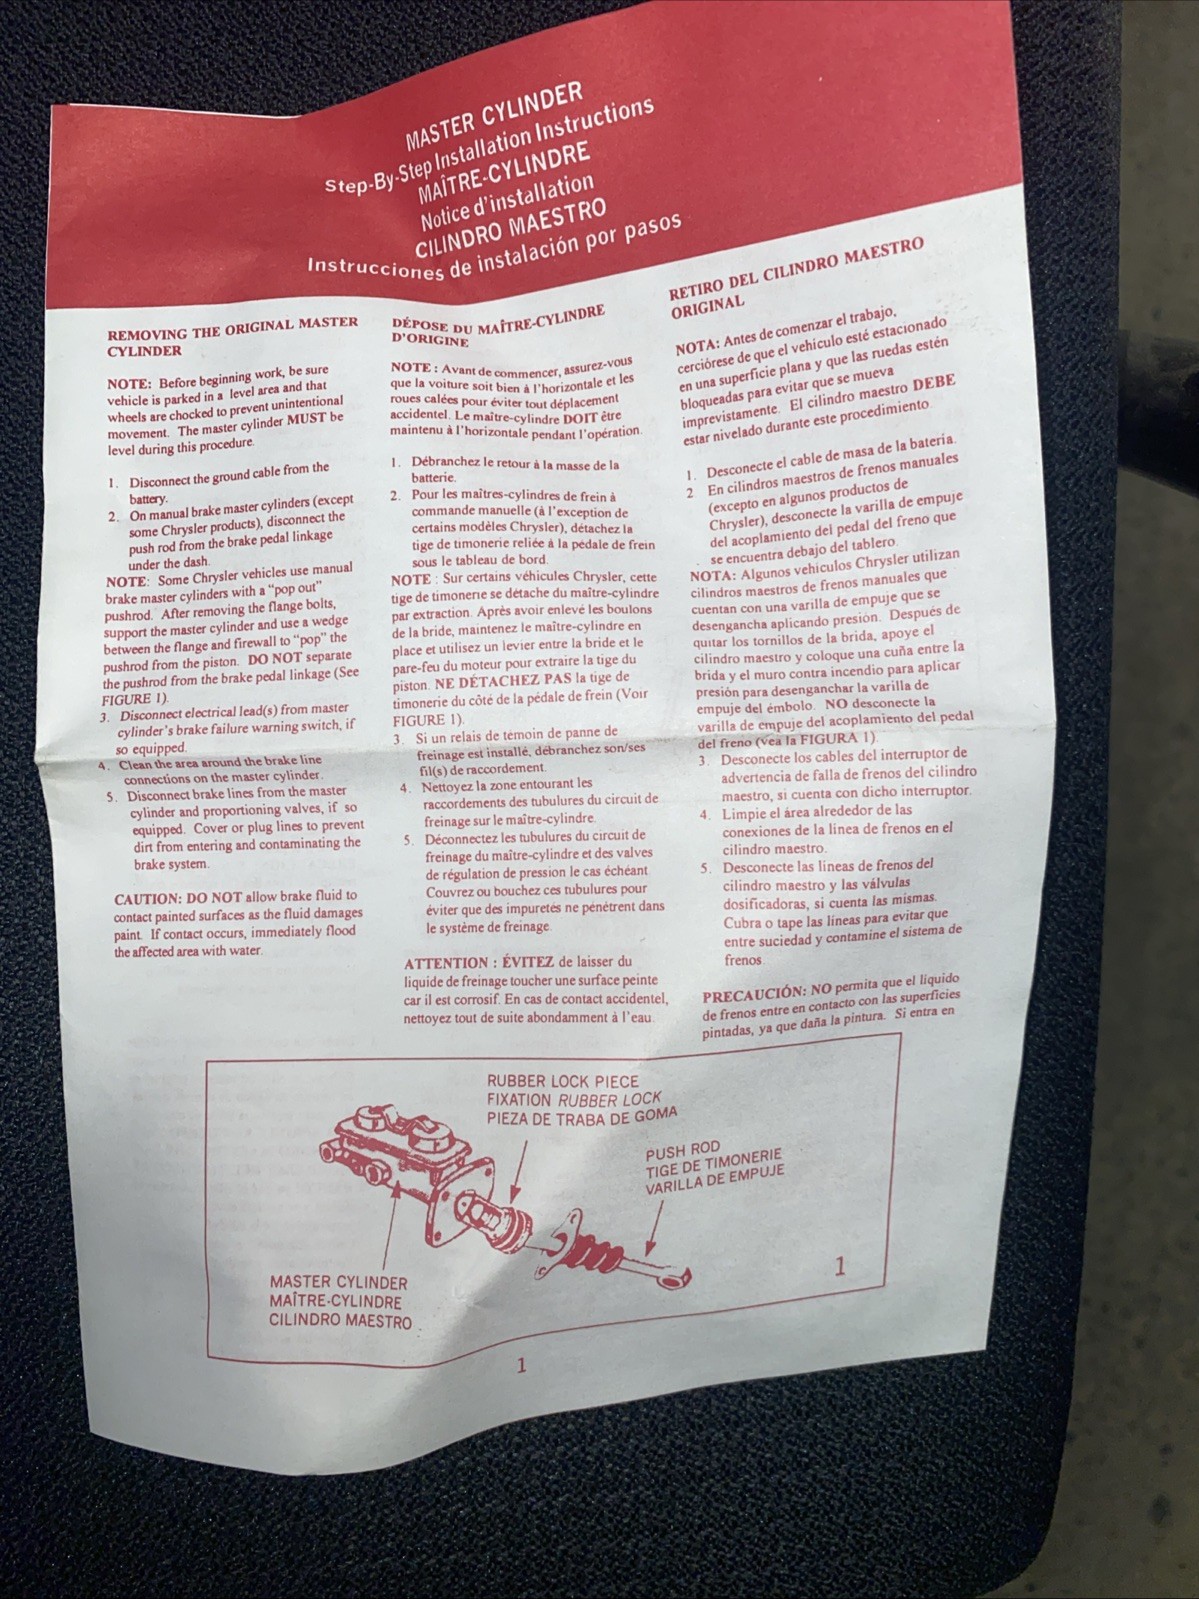 MASTER CYLINDER
Step-By-Step Installation Instructions
MAÎTRE-CYLINDRE
Notice d'installation
CILINDRO MAESTRO
Instrucciones de instalación por pasos
REMOVING THE ORIGINAL MASTER
CYLINDER
NOTE: Before beginning work, be sure
vehicle is parked in a level area and that
wheels are chocked to prevent unintentional
movement. The master cylinder MUST be
level during this procedure.
1. Disconnect the ground cable from the
battery.
2. On manual brake master cylinders (except
some Chrysler products), disconnect the
push rod from the brake pedal linkage
under the dash.
NOTE: Some Chrysler vehicles use manual
brake master cylinders with a "pop out"
pushrod. After removing the flange bolts,
support the master cylinder and use a wedge
between the flange and firewall to "pop" the
pushrod from the piston. DO NOT separate
the pushrod from the brake pedal linkage (See
FIGURE 1).
3. Disconnect electrical lead(s) from master
cylinder's brake failure warning switch, if
so equipped.
4. Clean the area around the brake line
connections on the master cylinder.
5. Disconnect brake lines from the master
cylinder and proportioning valves, if so
equipped. Cover or plug lines to prevent
dirt from entering and contaminating the
brake system.
CAUTION: DO NOT allow brake fluid to
contact painted surfaces as the fluid damages
paint. If contact occurs, immediately flood
the affected area with water.
DÉPOSE DU MAÎTRE-CYLINDRE
D'ORIGINE
NOTE : Avant de commencer, assurez-vous
que la voiture soit bien à l'horizontale et les
roues calées pour éviter tout déplacement
accidentel. Le maître-cylindre DOIT être
maintenu à l'horizontale pendant l'opération.
1. Débranchez le retour à la masse de la
batterie.
2. Pour les maîtres-cylindres de frein à
commande manuelle (à l'exception de
certains modèles Chrysler), détachez la
tige de timonerie reliée à la pédale de frein
sous le tableau de bord.
NOTE : Sur certains véhicules Chrysler, cette
tige de timonerie se détache du maître-cylindre
par extraction. Après avoir enlevé les boulons
de la bride, maintenez le maître-cylindre en
place et utilisez un levier entre la bride et le
pare-feu du moteur pour extraire la tige du
piston. NE DÉTACHEZ PAS la tige de
timonerie du côté de la pédale de frein (Voir
FIGURE 1).
3. Si un relais de témoin de panne de
freinage est installé, débranchez son/ses
fil(s) de raccordement.
4. Nettoyez la zone entourant les
raccordements des tubulures du circuit de
freinage sur le maître-cylindre.
5. Déconnectez les tubulures du circuit de
freinage du maître-cylindre et des valves
de régulation de pression le cas échéant
Couvrez ou bouchez ces tubulures pour
éviter que des impuretés ne pénètrent dans
le système de freinage.
ATTENTION : ÉVITEZ de laisser du
liquide de freinage toucher une surface peinte
car il est corrosif. En cas de contact accidentel,
nettoyez tout de suite abondamment à l'eau.
RETIRO DEL CILINDRO MAESTRO
ORIGINAL
NOTA: Antes de comenzar el trabajo,
cerciórese de que el vehículo esté estacionado
en una superficie plana y que las ruedas estén
bloqueadas para evitar que se mueva
imprevistamente. El cilindro maestro DEBE
estar nivelado durante este procedimiento.
1. Desconecte el cable de masa de la batería.
2 En cilindros maestros de frenos manuales
(excepto en algunos productos de
Chrysler), desconecte la varilla de empuje
del acoplamiento del pedal del freno que
se encuentra debajo del tablero.
NOTA: Algunos vehículos Chrysler utilizan
cilindros maestros de frenos manuales que
cuentan con una varilla de empuje que se
desengancha aplicando presión. Después de
quitar los tornillos de la brida, apoye el
cilindro maestro y coloque una cuña entre la
brida y el muro contra incendio para aplicar
presión para desenganchar la varilla de
empuje del émbolo. NO desconecte la
varilla de empuje del acoplamiento del pedal
del freno (vea la FIGURA 1).
3. Desconecte los cables del interruptor de
advertencia de falla de frenos del cilindro
maestro, si cuenta con dicho interruptor.
4. Limpie el área alrededor de las
conexiones de la línea de frenos en el
cilindro maestro.
5. Desconecte las líneas de frenos del
cilindro maestro y las válvulas
dosificadoras, si cuenta las mismas.
Cubra o tape las líneas para evitar que
entre suciedad y contamine el sistema de
frenos.
PRECAUCIÓN: NO permita que el líquido
de frenos entre en contacto con las superficies
pintadas, ya que daña la pintura. Si entra en
RUBBER LOCK PIECE
FIXATION RUBBER LOCK
PIEZA DE TRABA DE GOMA
PUSH ROD
TIGE DE TIMONERIE
VARILLA DE EMPUJE
MASTER CYLINDER
MAÎTRE-CYLINDRE
CILINDRO MAESTRO
1
1